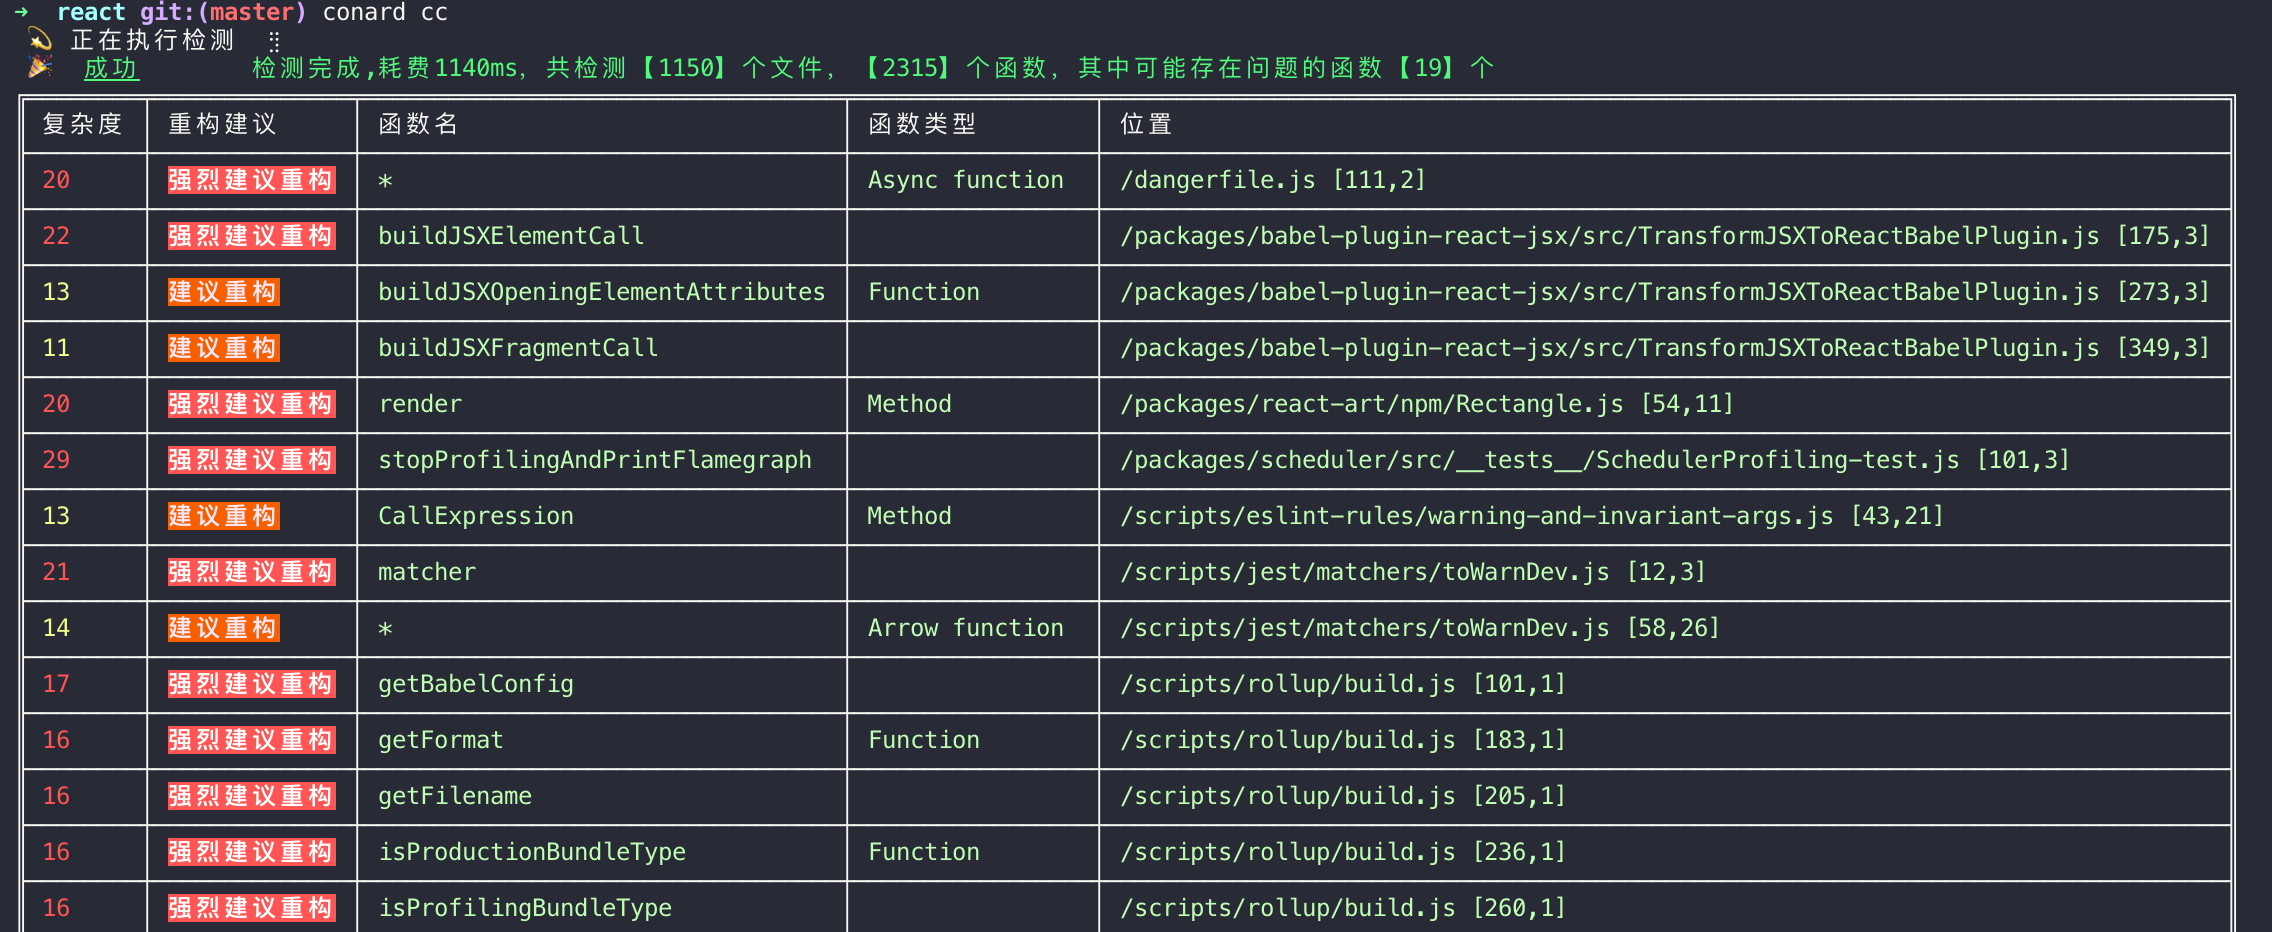 ➜ react git:(master) conard cc
💫 正在执行检测 ⣾
🎉 成功 检测完成,耗费1140ms, 共检测【1150】个文件, 【2315】个函数, 其中可能存在问题的函数【19】个
复杂度 重构建议 函数名 函数类型 位置
20 强烈建议重构 * Async function /dangerfile.js [111,2]
22 强烈建议重构 buildJSXElementCall /packages/babel-plugin-react-jsx/src/TransformJSXToReactBabelPlugin.js [175,3]
13 建议重构 buildJSXOpeningElementAttributes Function /packages/babel-plugin-react-jsx/src/TransformJSXToReactBabelPlugin.js [273,3]
11 建议重构 buildJSXFragmentCall /packages/babel-plugin-react-jsx/src/TransformJSXToReactBabelPlugin.js [349,3]
20 强烈建议重构 render Method /packages/react-art/npm/Rectangle.js [54,11]
29 强烈建议重构 stopProfilingAndPrintFlamegraph /packages/scheduler/src/__tests__/SchedulerProfiling-test.js [101,3]
13 建议重构 CallExpression Method /scripts/eslint-rules/warning-and-invariant-args.js [43,21]
21 强烈建议重构 matcher /scripts/jest/matchers/toWarnDev.js [12,3]
14 建议重构 * Arrow function /scripts/jest/matchers/toWarnDev.js [58,26]
17 强烈建议重构 getBabelConfig /scripts/rollup/build.js [101,1]
16 强烈建议重构 getFormat Function /scripts/rollup/build.js [183,1]
16 强烈建议重构 getFilename /scripts/rollup/build.js [205,1]
16 强烈建议重构 isProductionBundleType Function /scripts/rollup/build.js [236,1]
16 强烈建议重构 isProfilingBundleType /scripts/rollup/build.js [260,1]